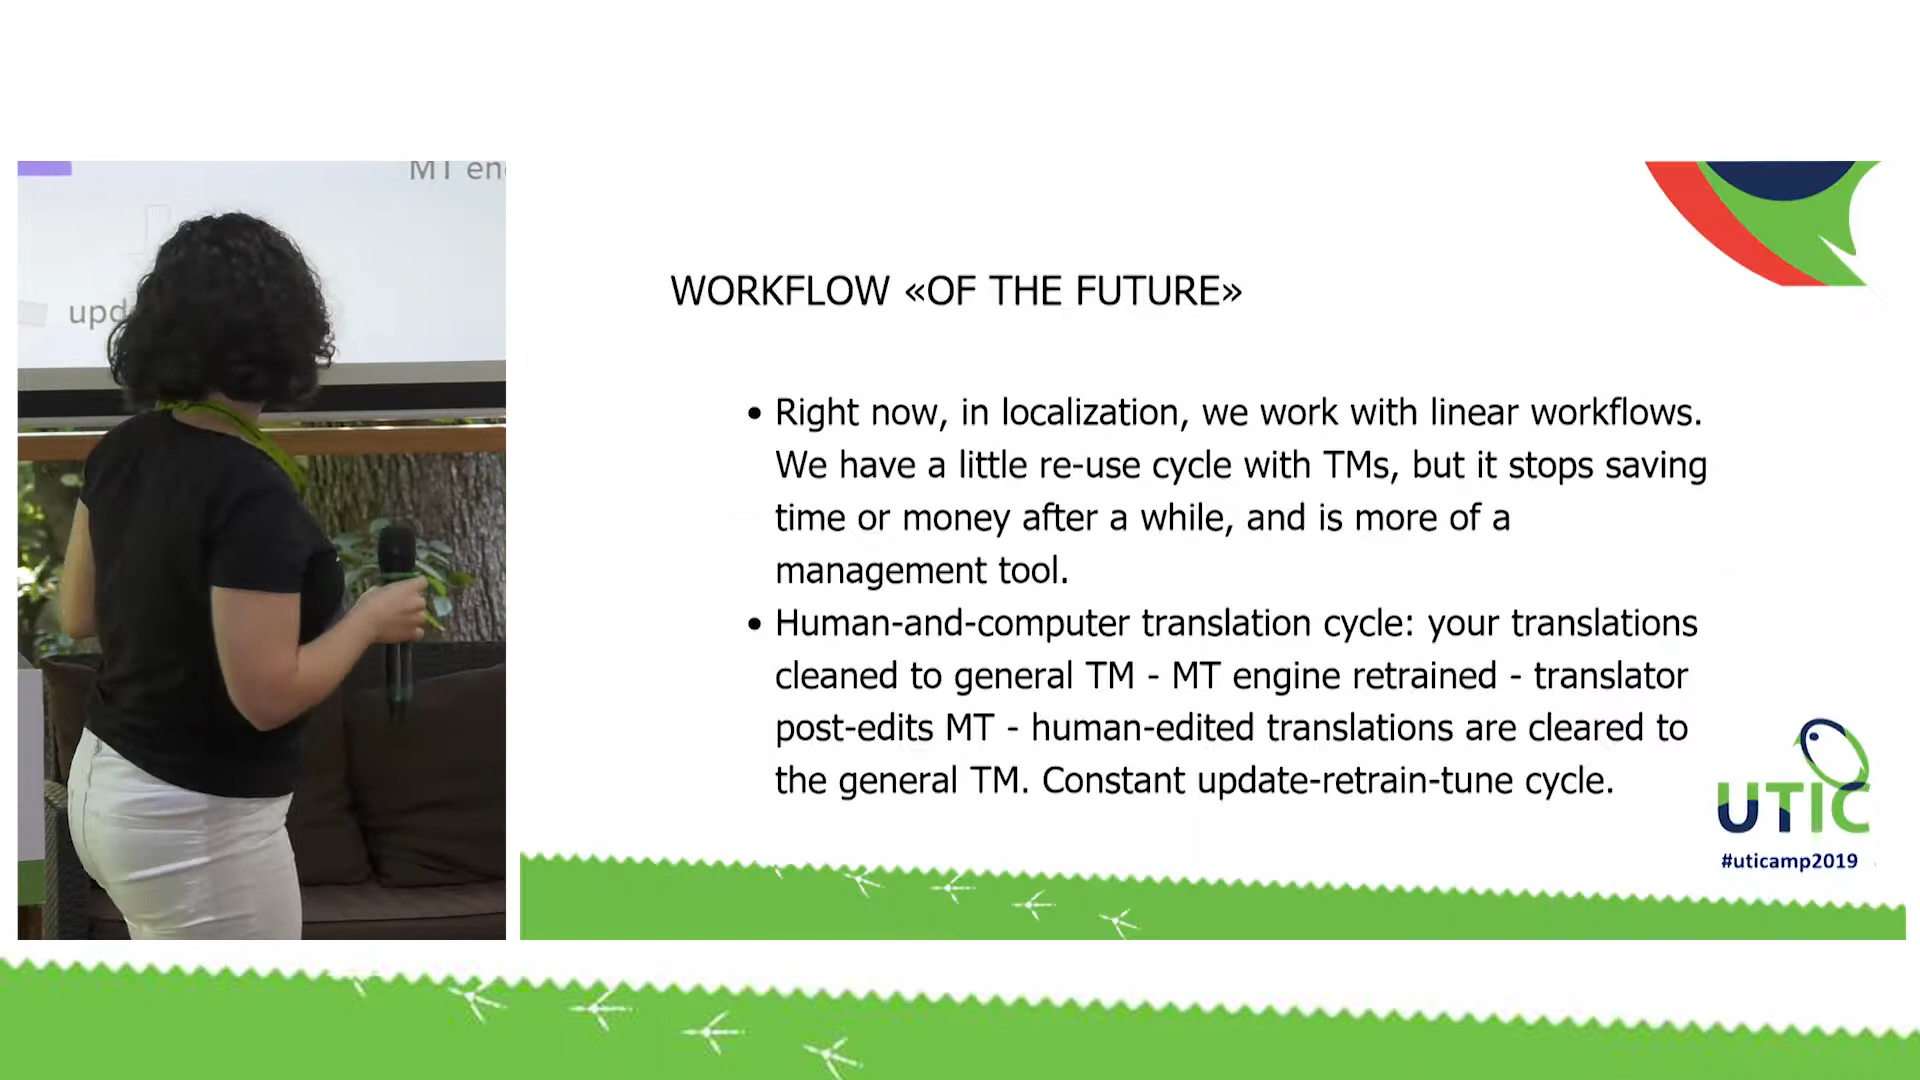 MT en
upd
WORKFLOW «OF THE FUTURE»
• Right now, in localization, we work with linear workflows.
We have a little re-use cycle with TMs, but it stops saving
time or money after a while, and is more of a
management tool.
• Human-and-computer translation cycle: your translations
cleaned to general TM - MT engine retrained - translator
post-edits MT - human-edited translations are cleared to
the general TM. Constant update-retrain-tune cycle.
UTIC
#uticamp2019